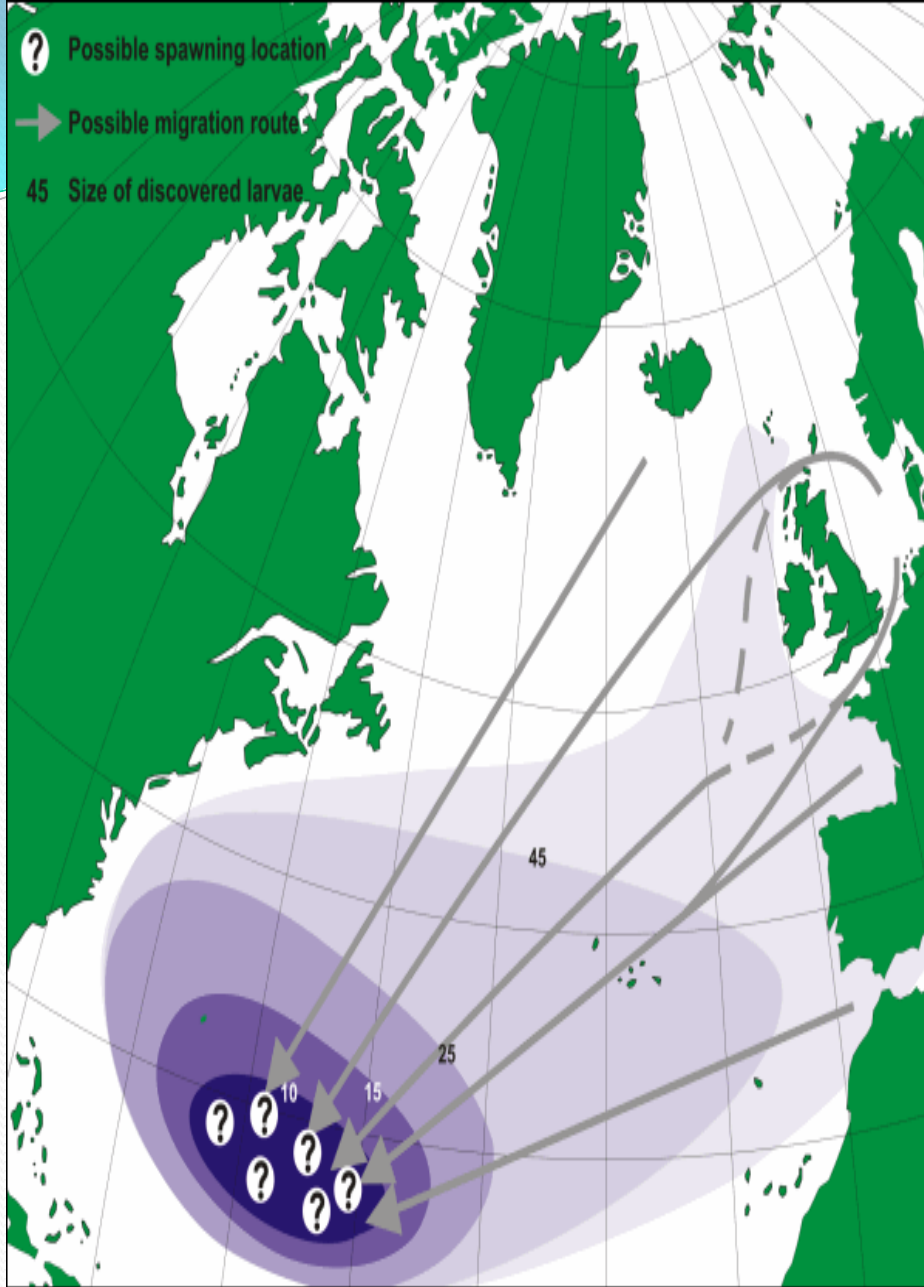 ? Possible spawning location
Possible migration route
45 Size of discovered larvae
45
25
10 15
? ?
?
? ?
?